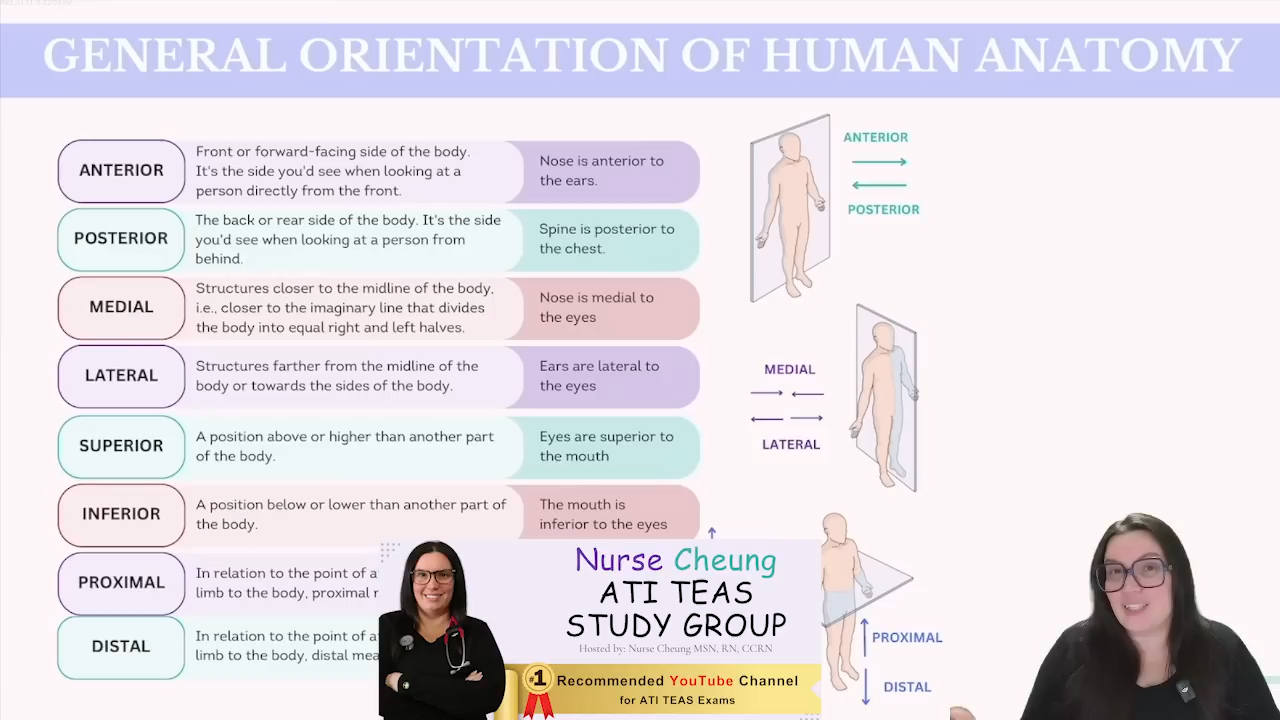 GENERAL ORIENTATION OF HUMAN ANATOMY
ANTERIOR
Front or forward-facing side of the body.
It's the side you'd see when looking at a
person directly from the front.
Nose is anterior to
the ears.
POSTERIOR
The back or rear side of the body. It's the side
you'd see when looking at a person from
behind.
Spine is posterior to
the chest.
MEDIAL
Structures closer to the midline of the body,
i.e., closer to the imaginary line that divides
the body into equal right and left halves.
Nose is medial to
the eyes
LATERAL
Structures farther from the midline of the
body or towards the sides of the body.
Ears are lateral to
the eyes
SUPERIOR
A position above or higher than another part
of the body.
Eyes are superior to
the mouth
INFERIOR
A position below or lower than another part of
the body.
The mouth is
inferior to the eyes
PROXIMAL
In relation to the point of
limb to the body, proximal
DISTAL
In relation to the point of
limb to the body, distal
ANTERIOR
POSTERIOR
MEDIAL
LATERAL
PROXIMAL
DISTAL
Nurse Cheung
ATI TEAS
STUDY GROUP
Hosted by: Nurse Cheung MSN, RN, CCRN
#1
Recommended YouTube Channel
for ATI TEAS Exams